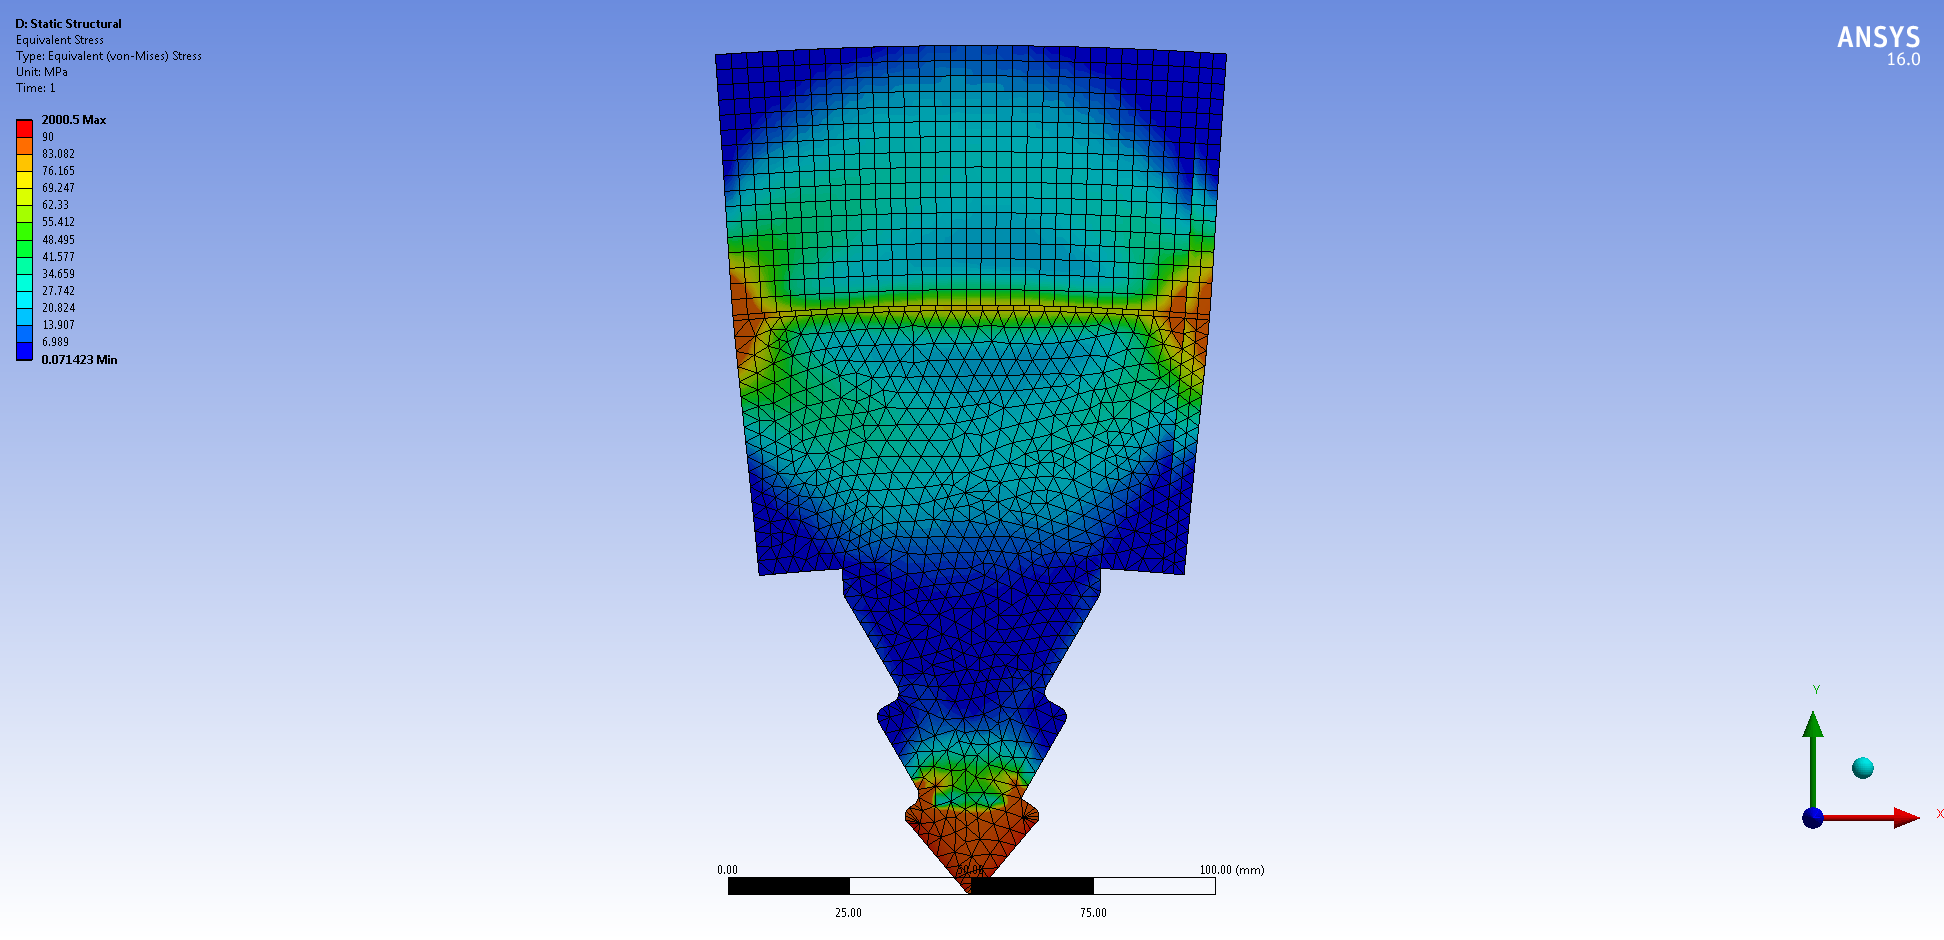 D: Static Structural
Equivalent Stress
Type: Equivalent (von-Mises) Stress
Unit: MPa
Time: 1
2000.5 Max
90
83.082
76.165
69.247
62.33
55.412
48.495
41.577
34.659
27.742
20.824
13.907
6.989
0.071423 Min
ANSYS
16.0
Y
X
0.00
100.00 (mm)
25.00
75.00